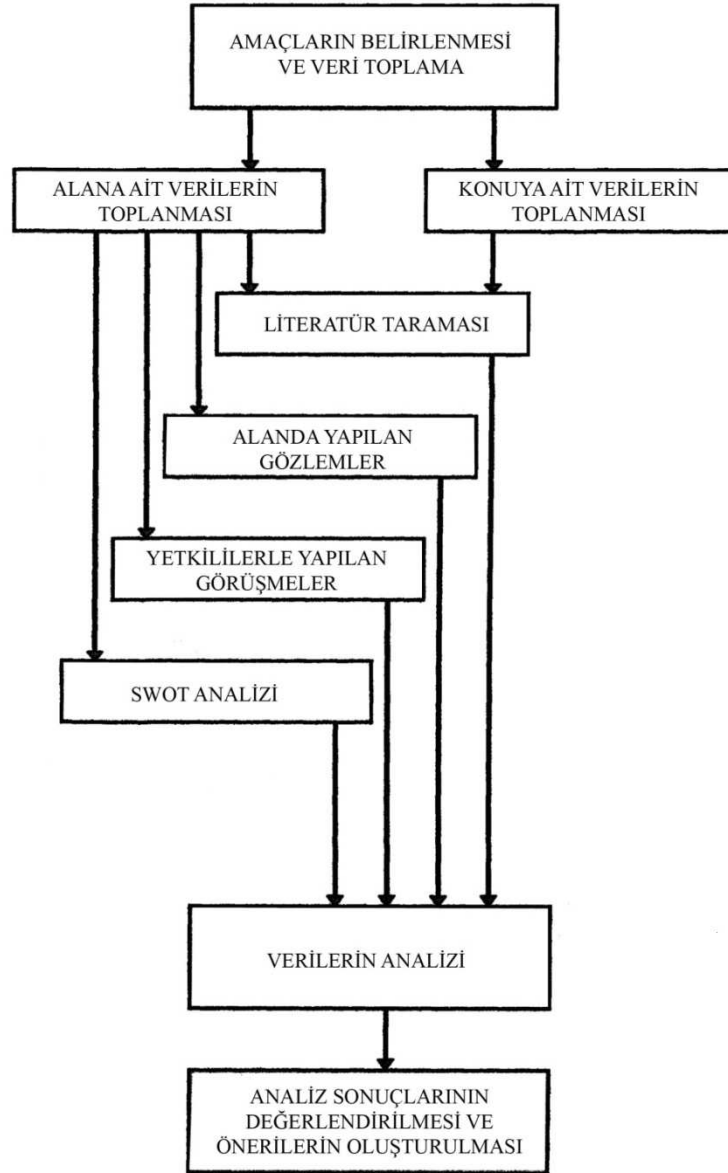 AMAÇLARIN BELİRLENMESİ
VE VERİ TOPLAMA
ALANA AİT VERİLERİN
TOPLANMASI
KONUYA AİT VERİLERİN
TOPLANMASI
LİTERATÜR TARAMASI
ALANDA YAPILAN
GÖZLEMLER
YETKİLİLERLE YAPILAN
GÖRÜŞMELER
SWOT ANALİZİ
VERİLERİN ANALİZİ
ANALİZ SONUÇLARININ
DEĞERLENDİRİLMESİ VE
ÖNERİLERİN OLUŞTURULMASI